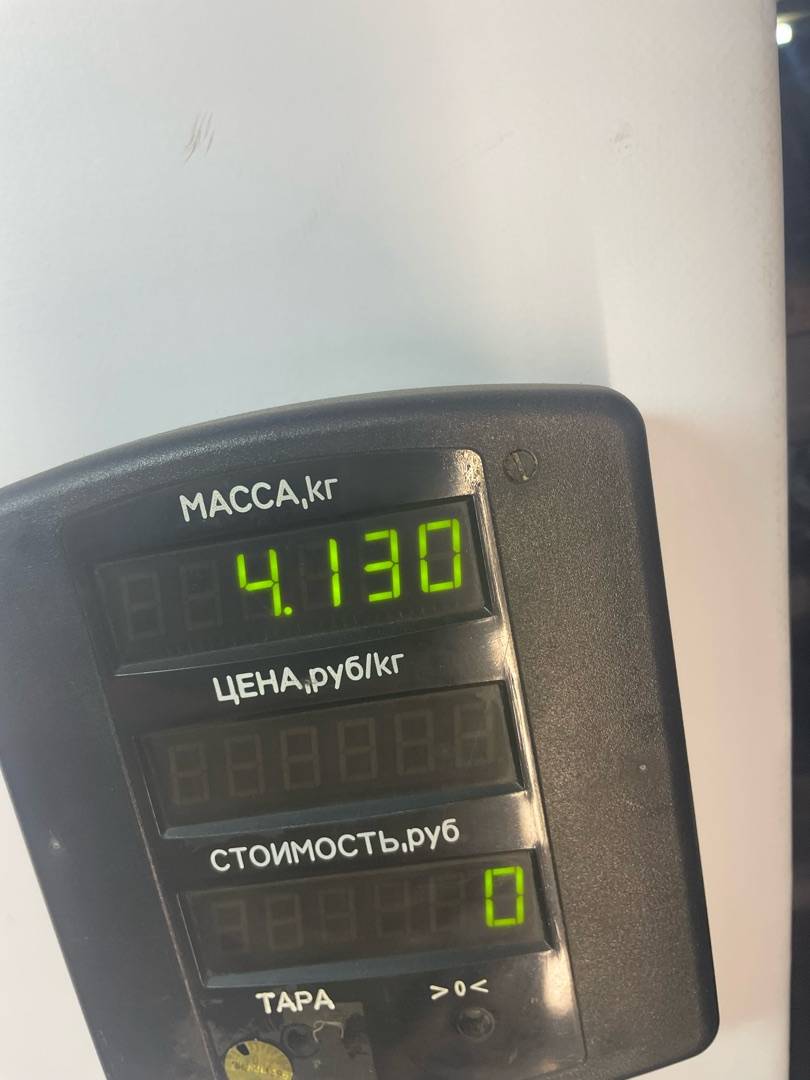 МАССА,кг
4.130
ЦЕНА,руб/кг
СТОИМОСТЬ,руб
0
ТАРА >0<